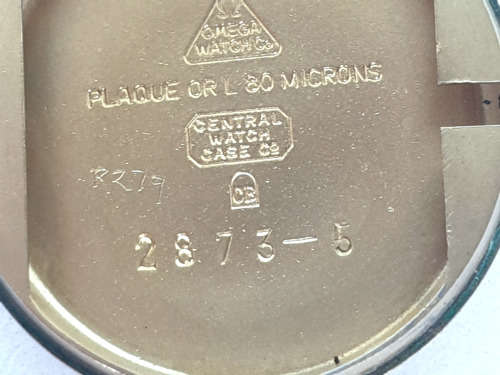 Ω
OMEGA
WATCH Co
PLAQUE OR L 80 MICRONS
CENTRAL
WATCH
CASE Co
CB
2873-5